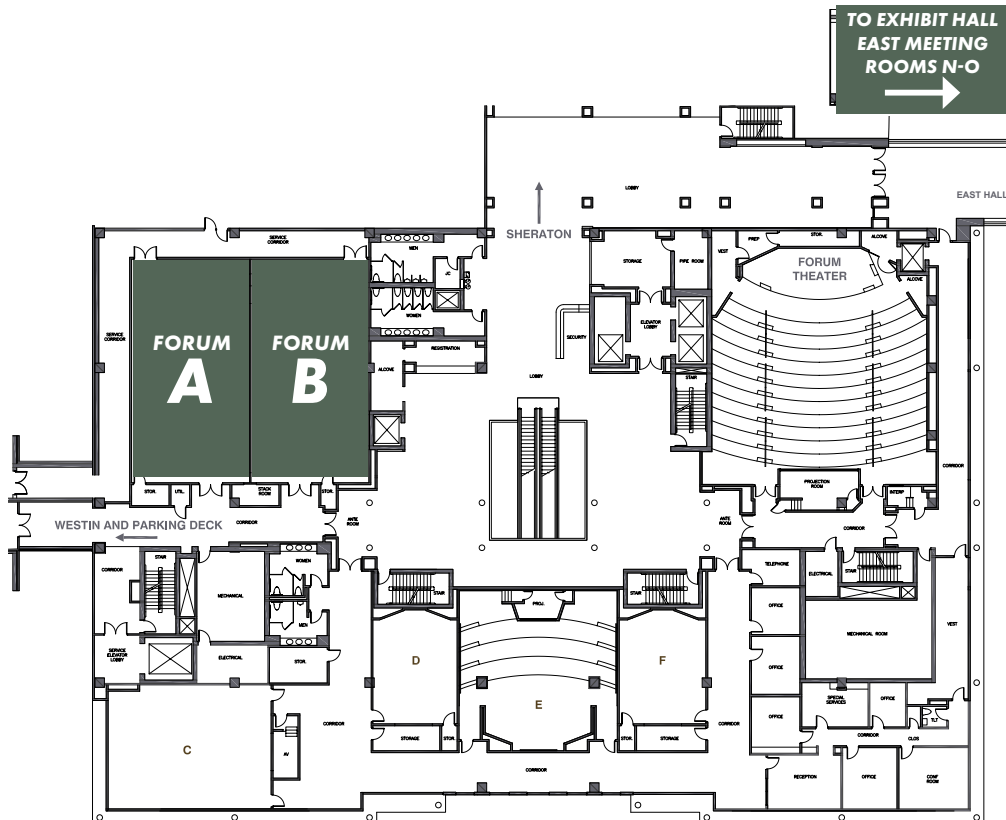 TO EXHIBIT HALL
EAST MEETING
ROOMS N-O
LOBBY
EAST HALL
SHERATON
SERVICE
CORRIDOR
MEN
JC
WOMEN
STORAGE
FIRE ROOM
VEST
PREP
STOR.
ALCOVE
FORUM
THEATER
ALCOVE
SERVICE
CORRIDOR
FORUM
A
FORUM
B
REGISTRATION
ALCOVE
SECURITY
ELEVATOR
LOBBY
LOBBY
STAIR
CORRIDOR
STOR.
UTIL.
STACK
ROOM
STOR.
PROJECTION
ROOM
INTERP
WESTIN AND PARKING DECK
CORRIDOR
ANTE
ROOM
ANTE
ROOM
CORRIDOR
CORRIDOR
STAIR
MECHANICAL
WOMEN
MEN
STAIR
PROJ.
STAIR
TELEPHONE
ELECTRICAL
STAIR
OFFICE
MECHANICAL ROOM
VEST
SERVICE
ELEVATOR
LOBBY
ELECTRICAL
STOR.
D
F
OFFICE
E
SPECIAL
SERVICES
OFFICE
OFFICE
TLT
C
CORRIDOR
AV
STORAGE
STOR.
STOR.
STORAGE
CORRIDOR
CORRIDOR
CLOS
CORRIDOR
RECEPTION
OFFICE
CONF
ROOM